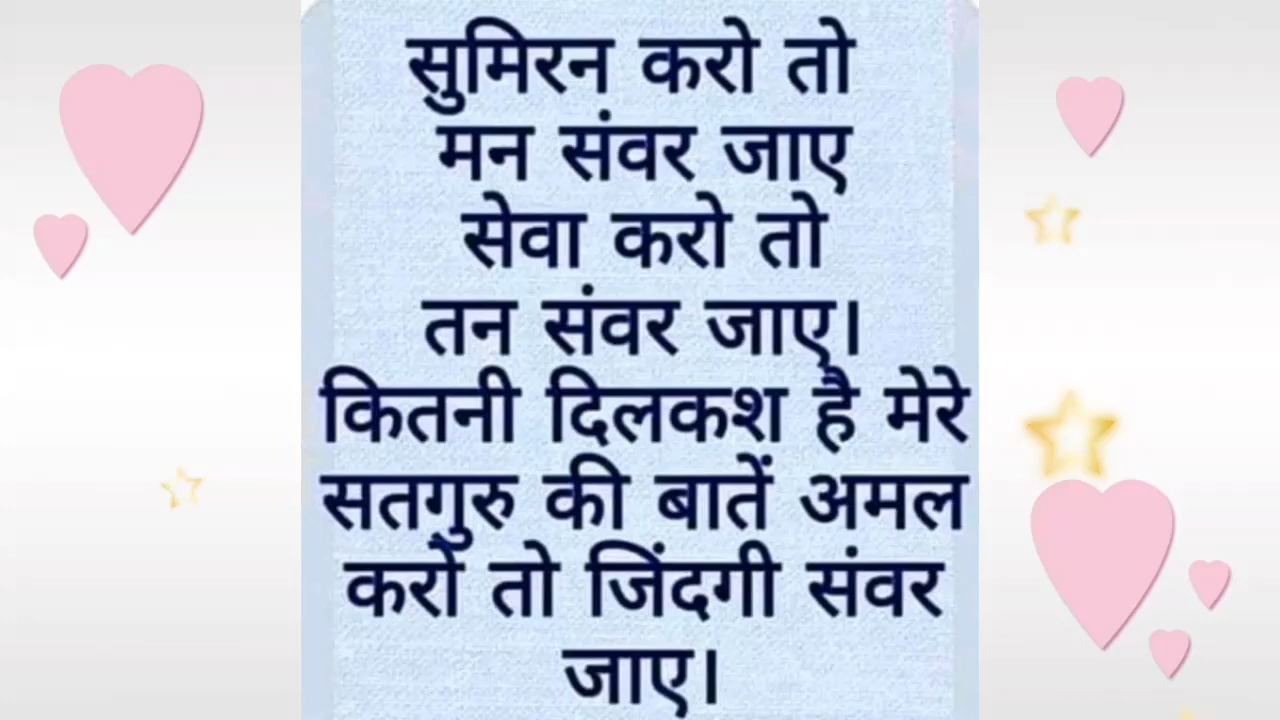 सुमिरन करो तो
मन संवर जाए
सेवा करो तो
तन संवर जाए।
कितनी दिलकश है मेरे
सतगुरु की बातें अमल
करो तो जिंदगी संवर
जाए।